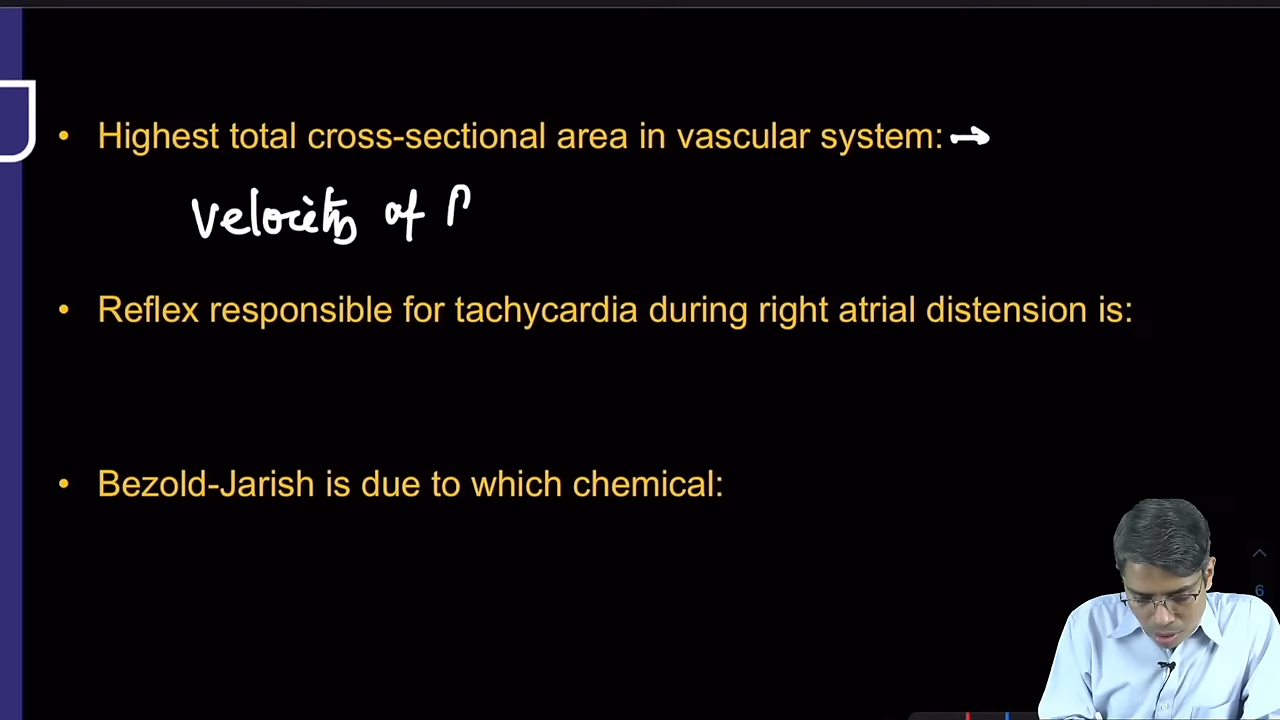 • Highest total cross-sectional area in vascular system: →
Velocity of
• Reflex responsible for tachycardia during right atrial distension is:
• Bezold-Jarish is due to which chemical:
6